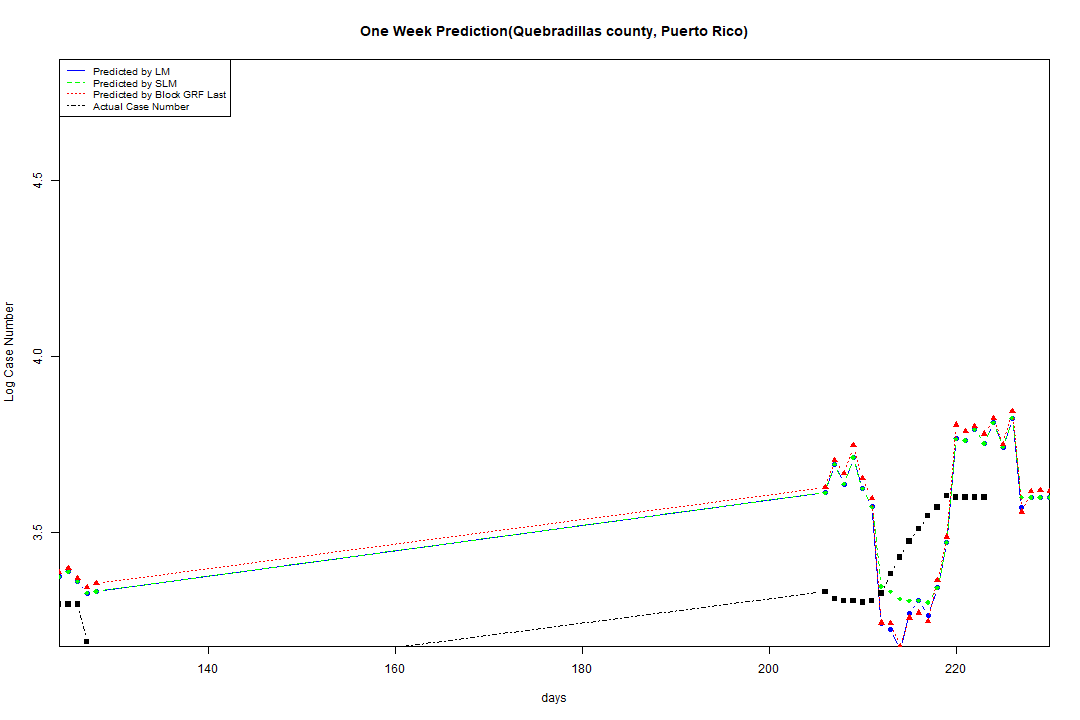 One Week Prediction(Quebradillas county, Puerto Rico)
Predicted by LM
Predicted by SLM
Predicted by Block GRF Last
Actual Case Number
4.5
4.0
3.5
Log Case Number
140 160 180 200 220
days